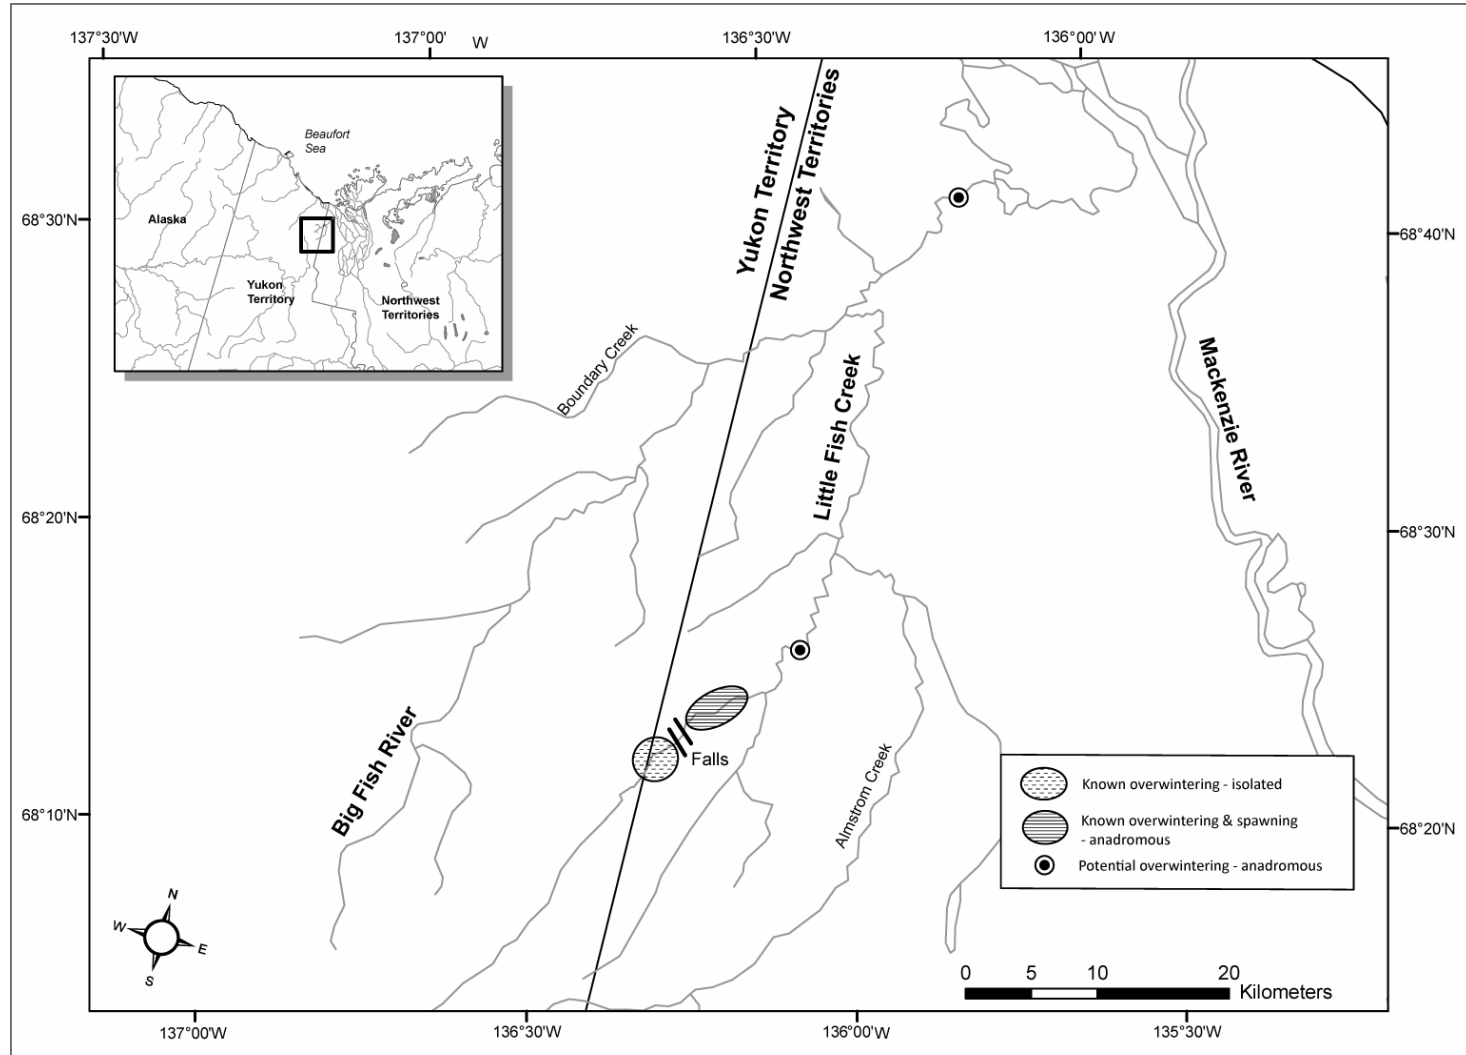 137°30'W
137°00'
W
136°30'W
136°00' W
Beaufort
Sea
Alaska
Yukon
Territory
Northwest
Territories
Yukon Territory
Northwest Territories
68°30'N
68°40'N
Boundary Creek
Little Fish Creek
Mackenzie River
68°20'N
68°30'N
Big Fish River
Falls
Almstrom Creek
68°10'N
68°20'N
Known overwintering - isolated
Known overwintering & spawning
- anadromous
Potential overwintering - anadromous
N
W
E
S
0 5 10 20
Kilometers
137°00'W
136°30'W
136°00'W
135°30'W